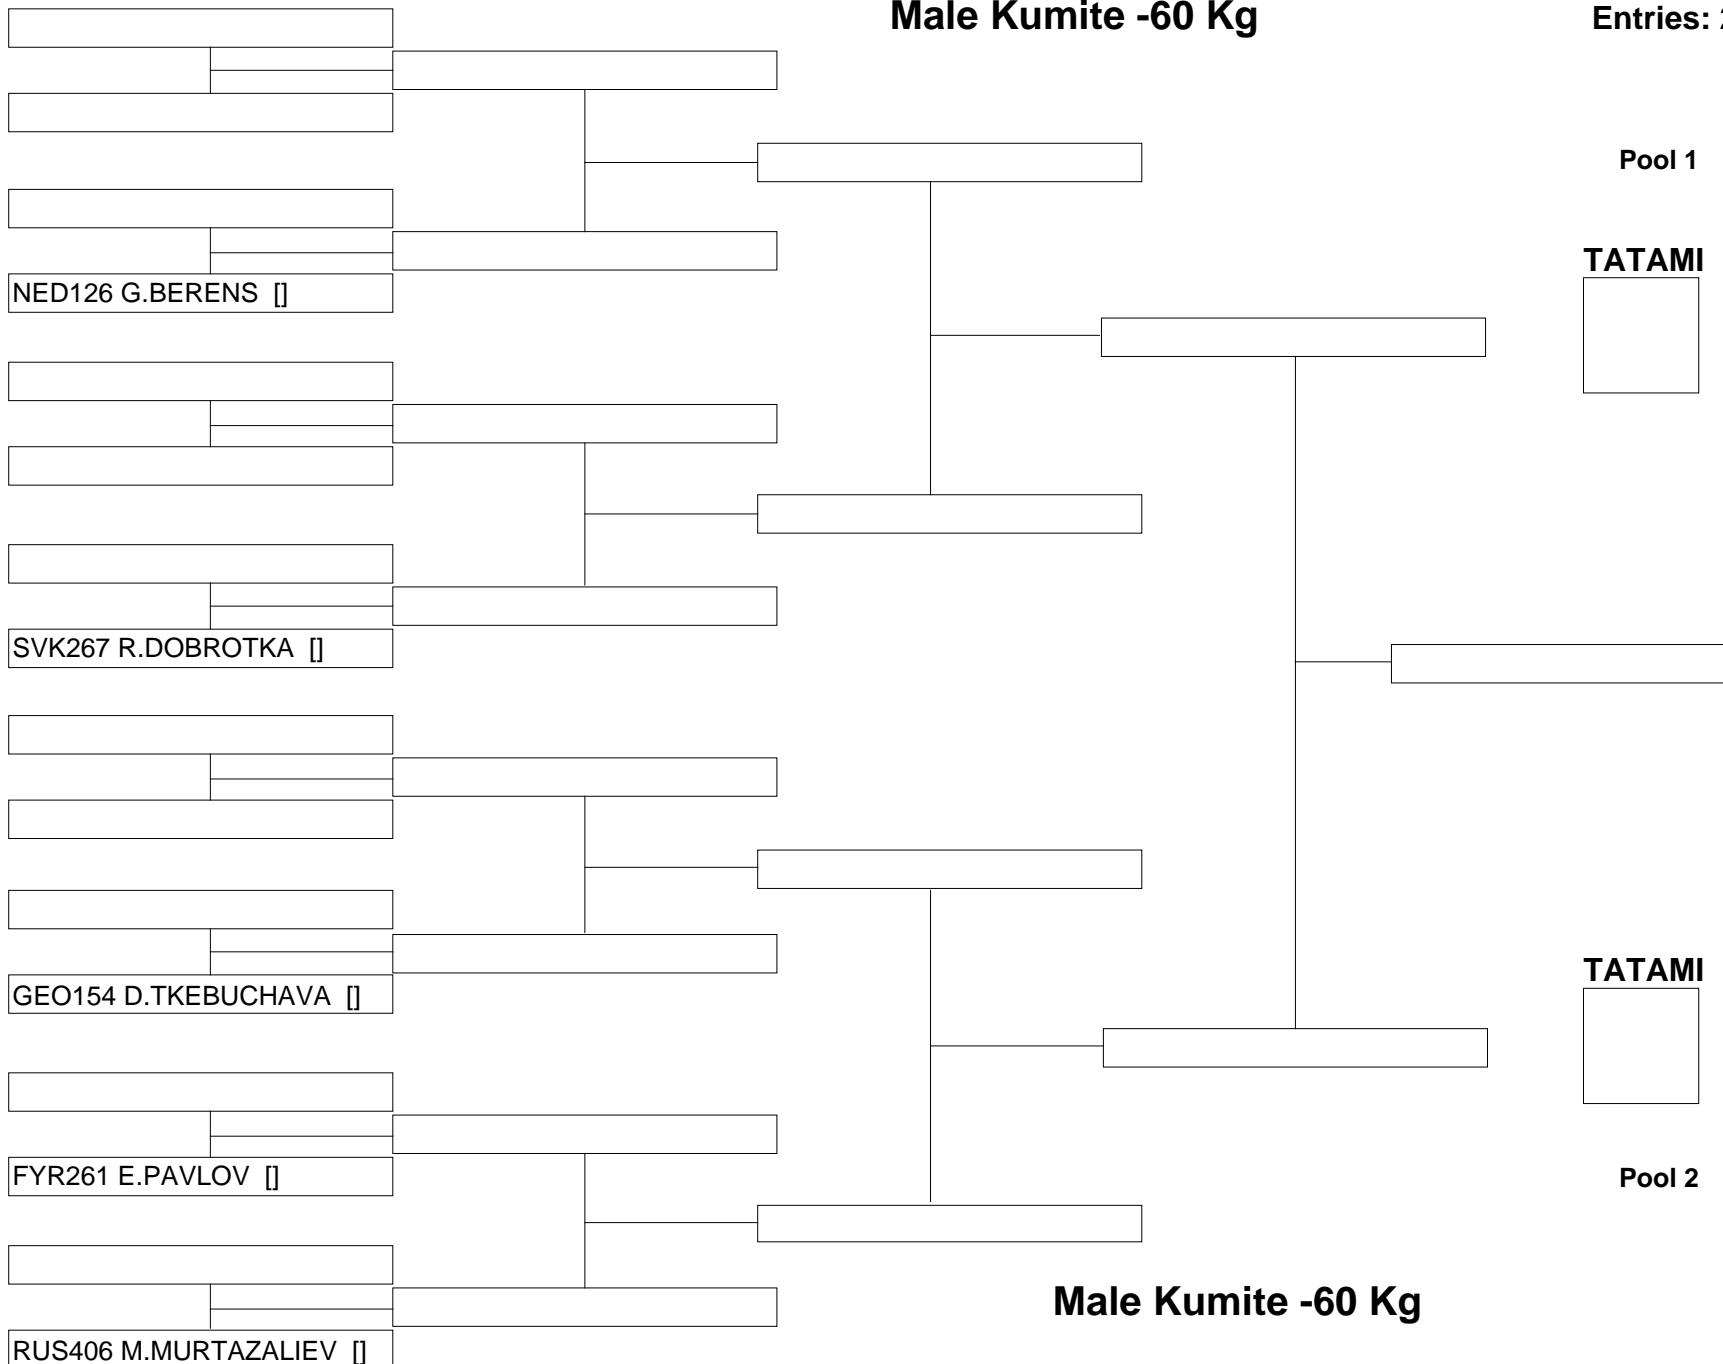 Male Kumite -60 Kg
Entries: 2
Pool 1
TATAMI
NED126 G.BERENS []
SVK267 R.DOBROTKA []
TATAMI
GEO154 D.TKEBUCHAVA []
FYR261 E.PAVLOV []
Pool 2
Male Kumite -60 Kg
RUS406 M.MURTAZALIEV []